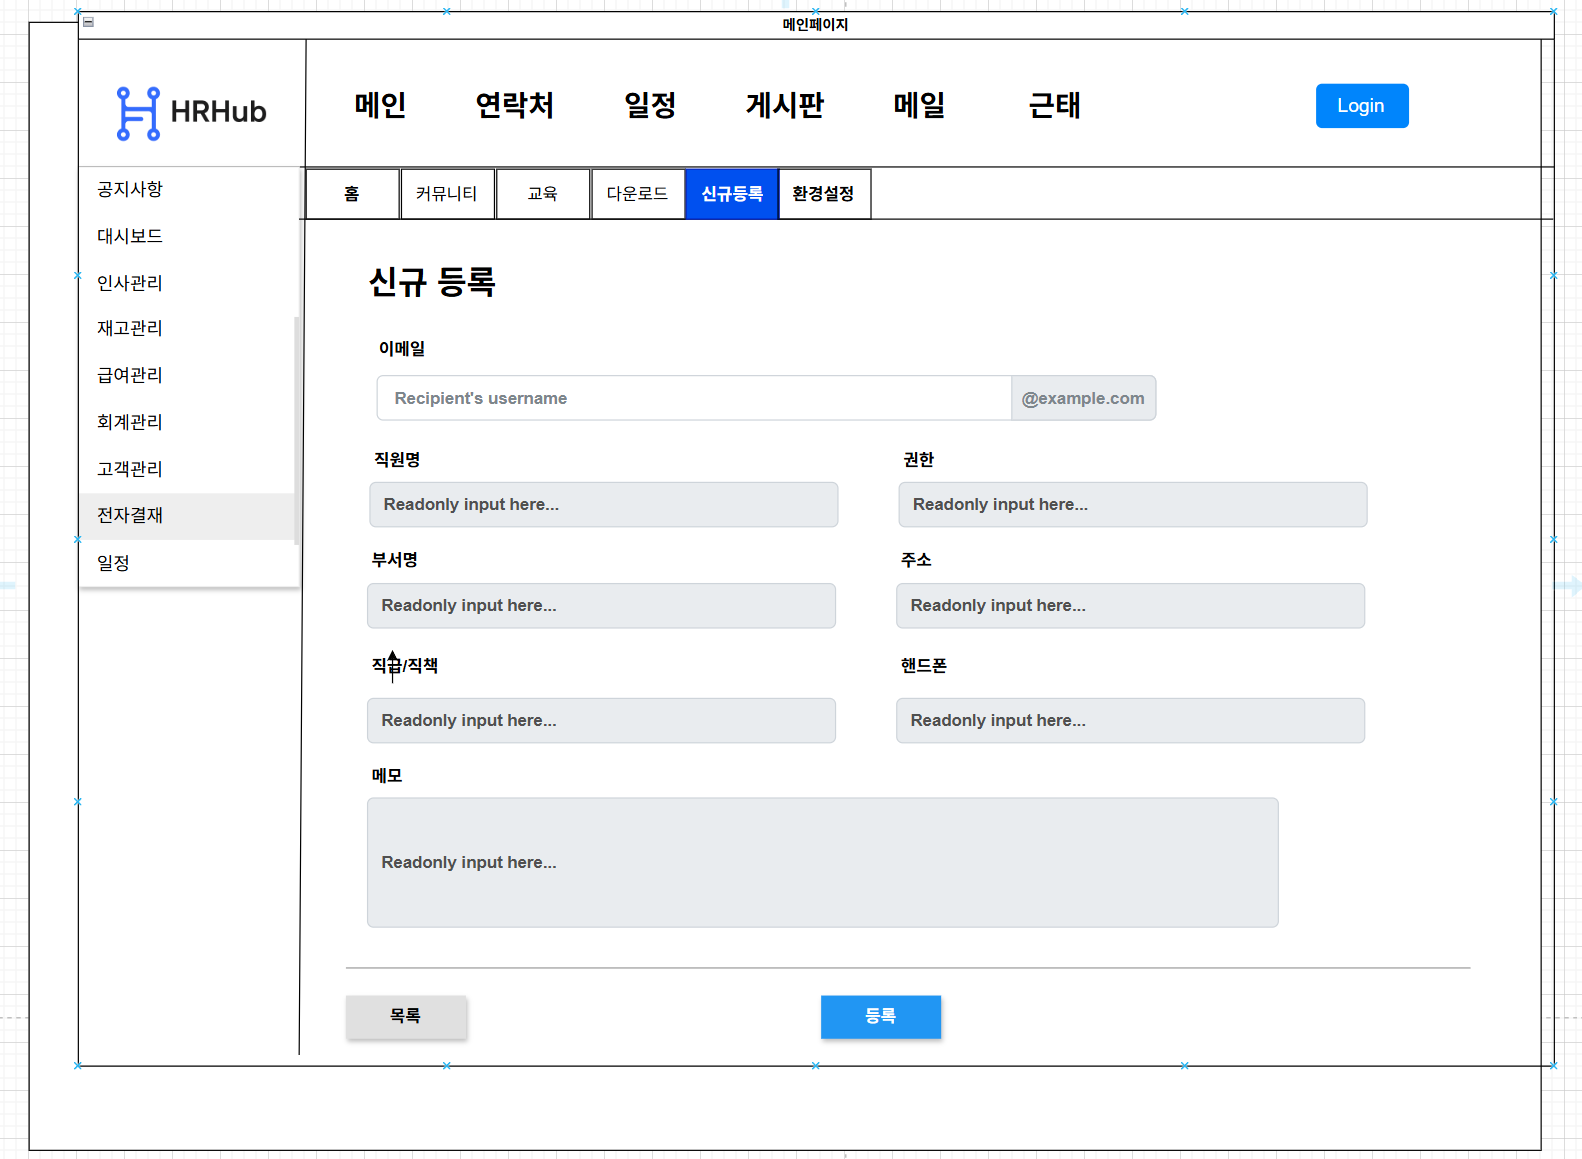 메인페이지
HRHub
메인 연락처 일정 게시판 메일 근태
Login
홈 커뮤니티 교육 다운로드 신규등록 환경설정
공지사항
대시보드
인사관리
재고관리
급여관리
회계관리
고객관리
전자결재
일정
신규 등록
이메일
Recipient's username @example.com
직원명 권한
Readonly input here... Readonly input here...
부서명 주소
Readonly input here... Readonly input here...
직급/직책 핸드폰
Readonly input here... Readonly input here...
메모
Readonly input here...
목록 등록